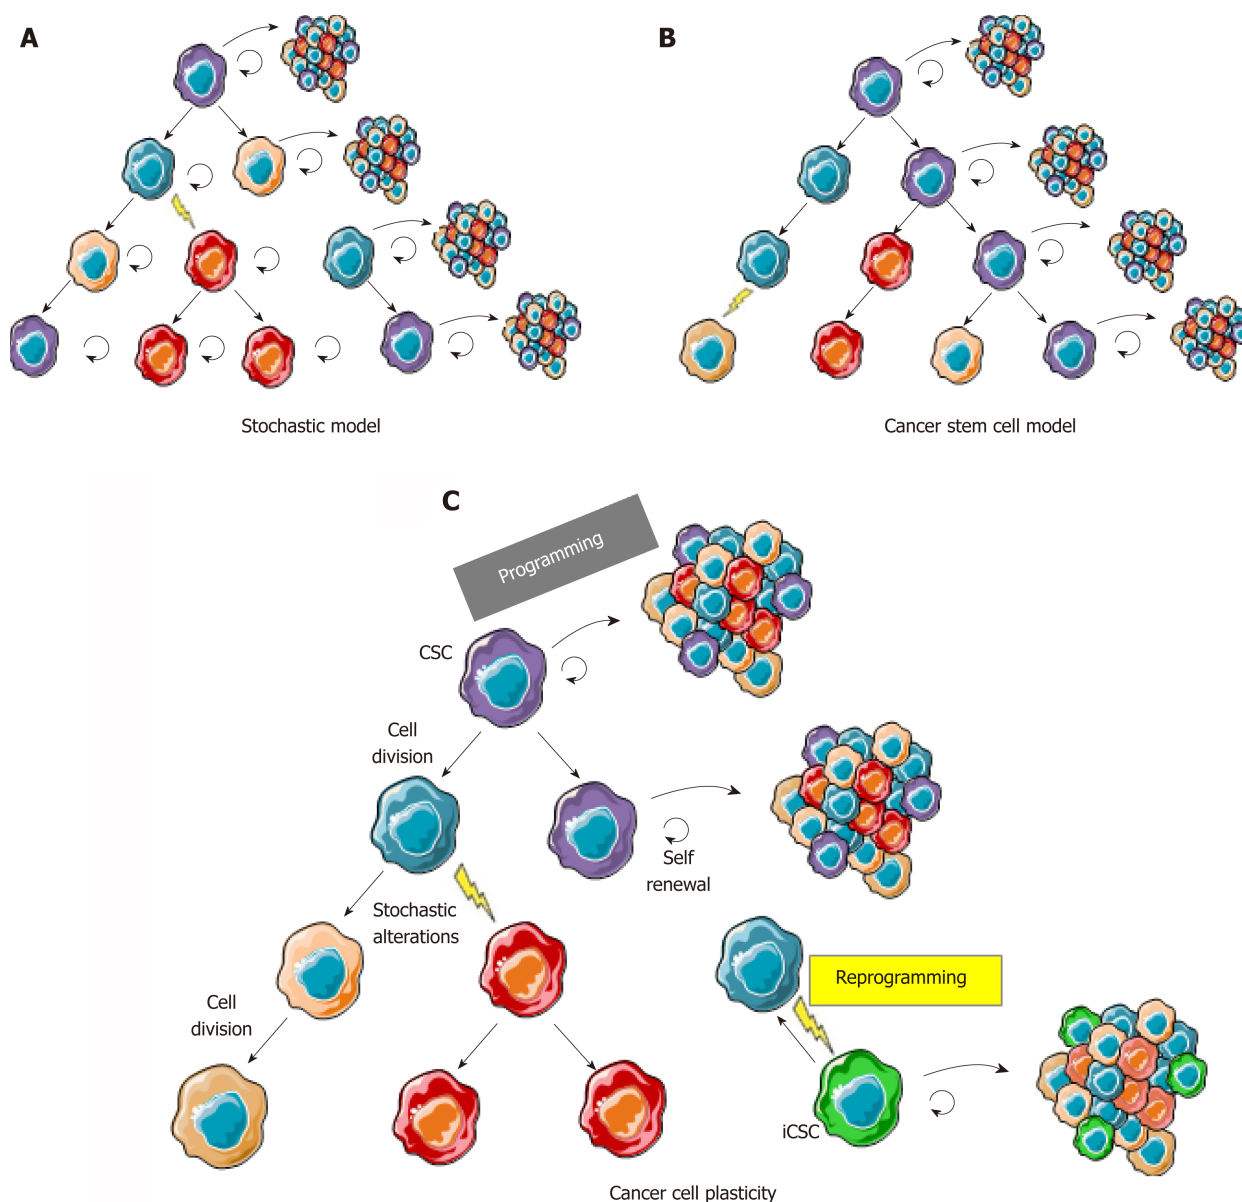 A
B
Stochastic model
Cancer stem cell model
C
Programming
CSC
Cell
division
Self
renewal
Stochastic
alterations
Reprogramming
Cell
division
iCSC
Cancer cell plasticity